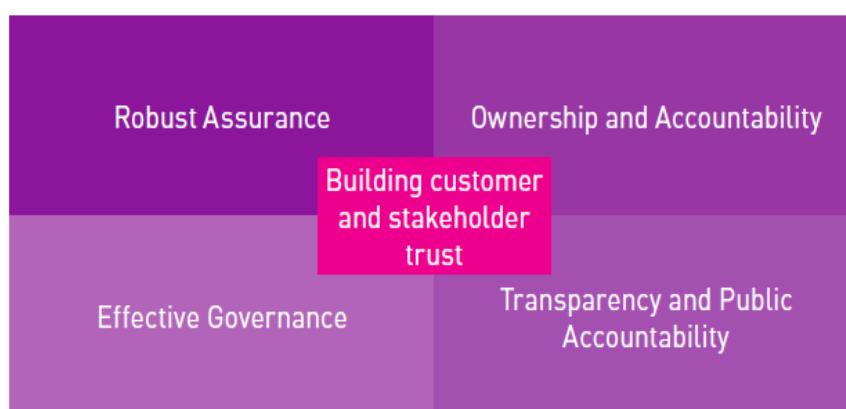 Robust Assurance
Ownership and Accountability
Building customer
and stakeholder
trust
Effective Governance
Transparency and Public
Accountability